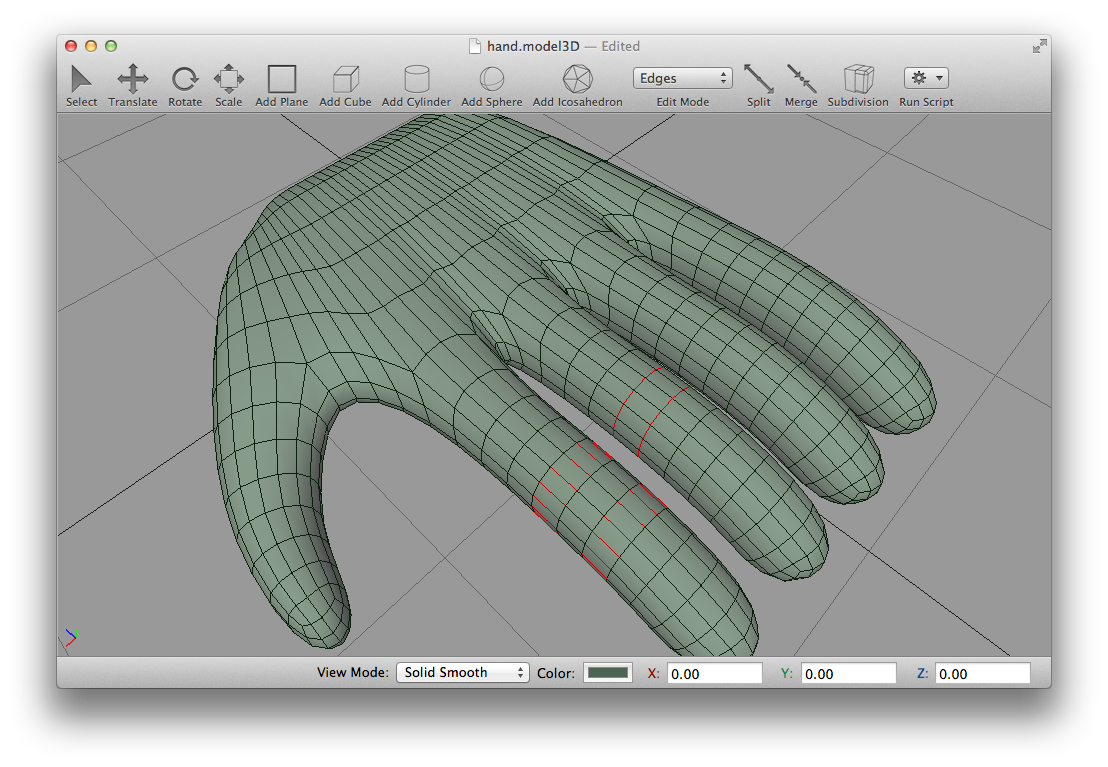 hand.model3D — Edited
Select Translate Rotate Scale Add Plane Add Cube Add Cylinder Add Sphere Add Icosahedron Edges Edit Mode Split Merge Subdivision Run Script
View Mode: Solid Smooth Color: X: 0.00 Y: 0.00 Z: 0.00